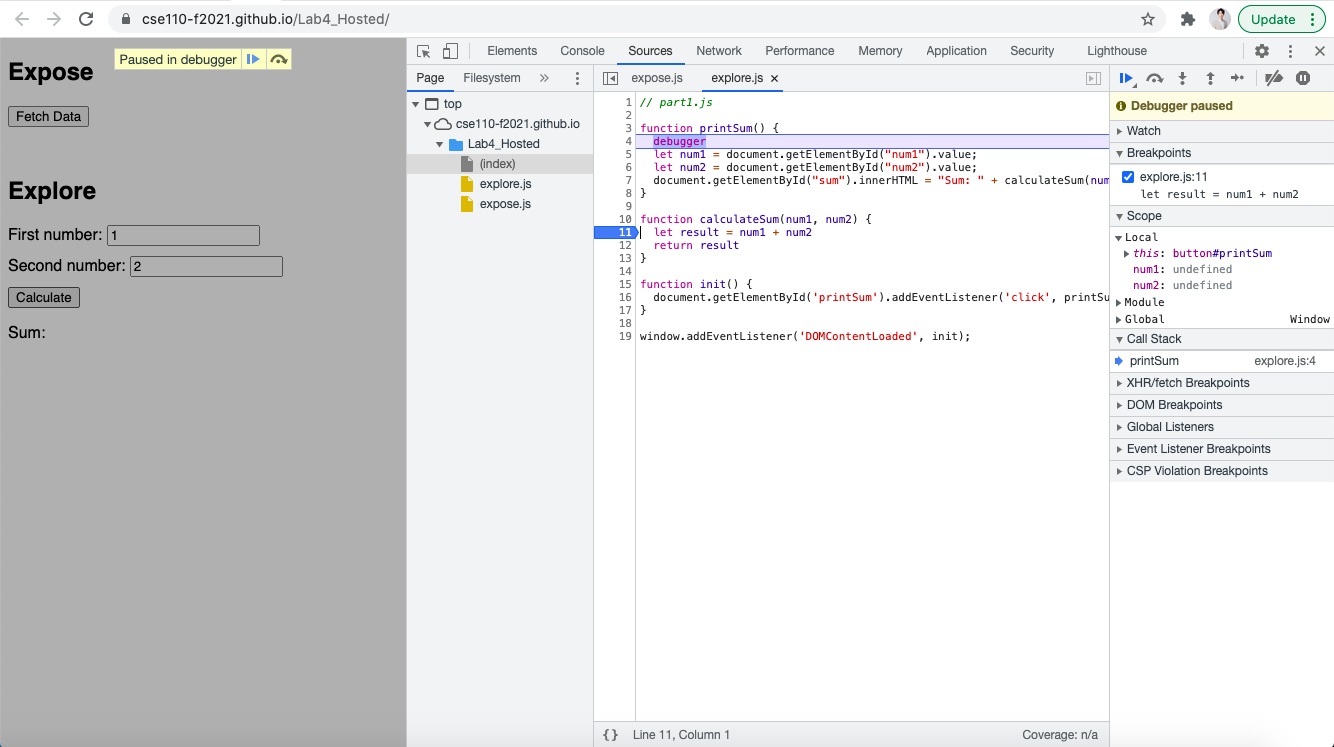 cse110-f2021.github.io/Lab4_Hosted/
Update
Expose
Paused in debugger
Fetch Data
Explore
First number: 1
Second number: 2
Calculate
Sum:
Elements Console Sources Network Performance Memory Application Security Lighthouse
Page Filesystem »
top
cse110-f2021.github.io
Lab4_Hosted
(index)
explore.js
expose.js
expose.js explore.js
1 // part1.js
2
3 function printSum() {
4 debugger
5 let num1 = document.getElementById("num1").value;
6 let num2 = document.getElementById("num2").value;
7 document.getElementById("sum").innerHTML = "Sum: " + calculateSum(num
8 }
9
10 function calculateSum(num1, num2) {
11 let result = num1 + num2
12 return result
13 }
14
15 function init() {
16 document.getElementById('printSum').addEventListener('click', printSu
17 }
18
19 window.addEventListener('DOMContentLoaded', init);
{ } Line 11, Column 1 Coverage: n/a
Debugger paused
Watch
Breakpoints
explore.js:11
let result = num1 + num2
Scope
Local
this: button#printSum
num1: undefined
num2: undefined
Module
Global Window
Call Stack
printSum explore.js:4
XHR/fetch Breakpoints
DOM Breakpoints
Global Listeners
Event Listener Breakpoints
CSP Violation Breakpoints